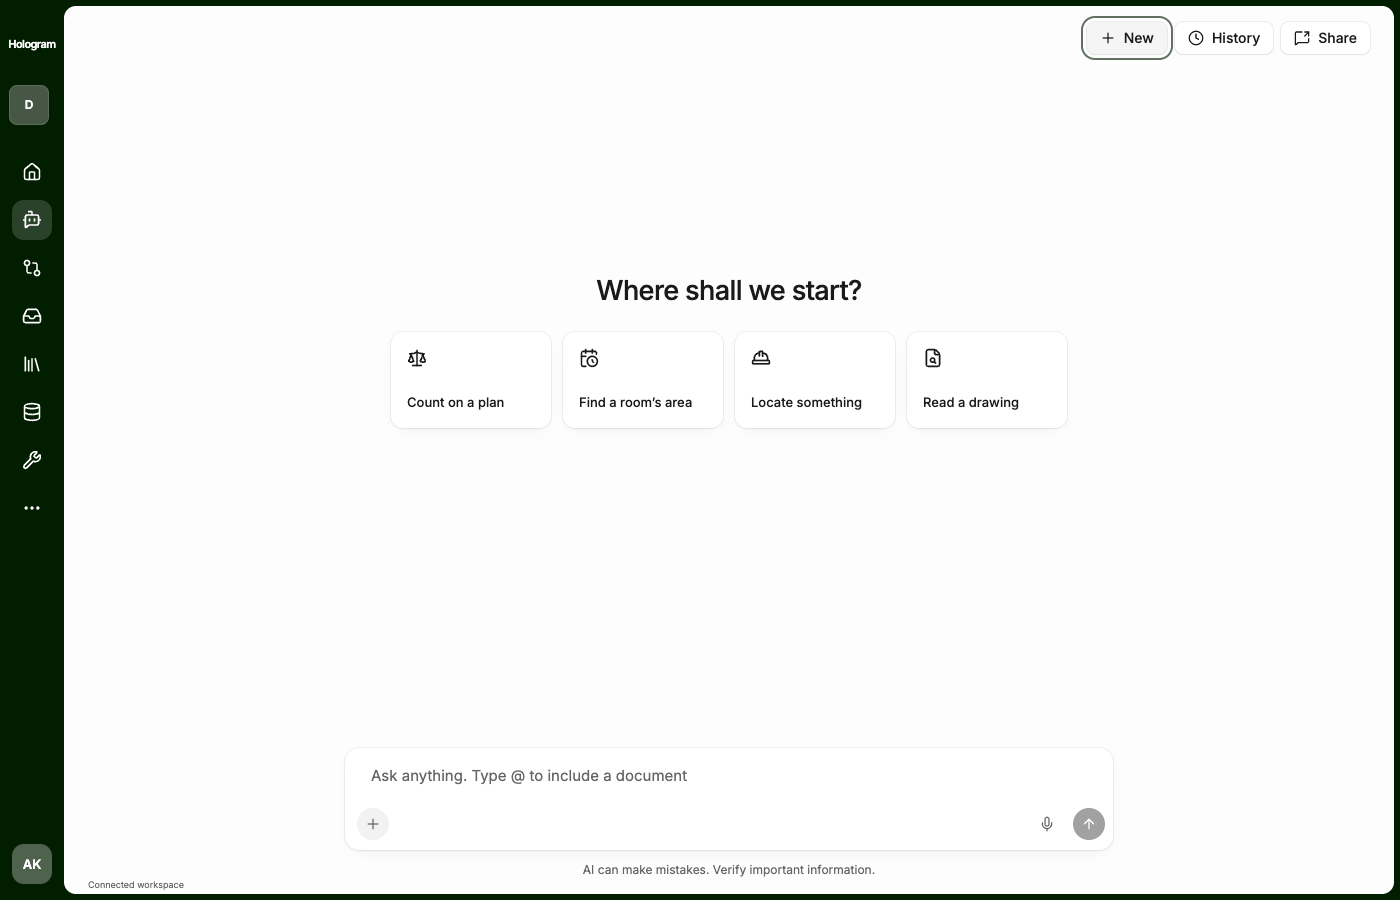 Hologram
New
History
Share
D
Where shall we start?
Count on a plan
Find a room’s area
Locate something
Read a drawing
Ask anything. Type @ to include a document
AI can make mistakes. Verify important information.
AK
Connected workspace